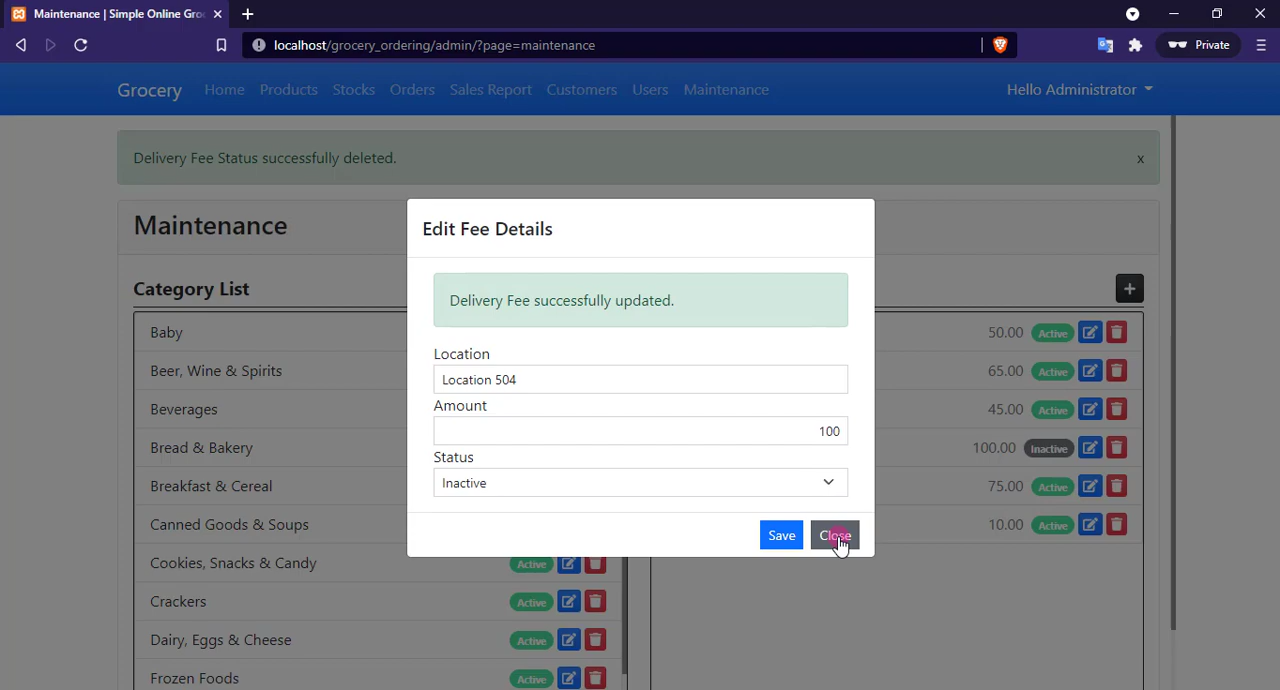 Maintenance | Simple Online Gro
localhost/grocery_ordering/admin/?page=maintenance
Private
Grocery Home Products Stocks Orders Sales Report Customers Users Maintenance Hello Administrator
Delivery Fee Status successfully deleted. x
Maintenance
Category List
+
Baby
Beer, Wine & Spirits
Beverages
Bread & Bakery
Breakfast & Cereal
Canned Goods & Soups
Cookies, Snacks & Candy Active
Crackers Active
Dairy, Eggs & Cheese Active
Frozen Foods Active
50.00 Active
65.00 Active
45.00 Active
100.00 Inactive
75.00 Active
10.00 Active
Edit Fee Details
Delivery Fee successfully updated.
Location
Location 504
Amount
100
Status
Inactive
Save Close